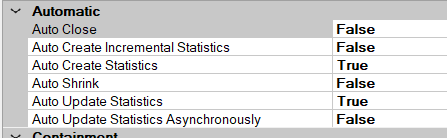 Automatic
Auto Close False
Auto Create Incremental Statistics False
Auto Create Statistics True
Auto Shrink False
Auto Update Statistics True
Auto Update Statistics Asynchronously False
Containment